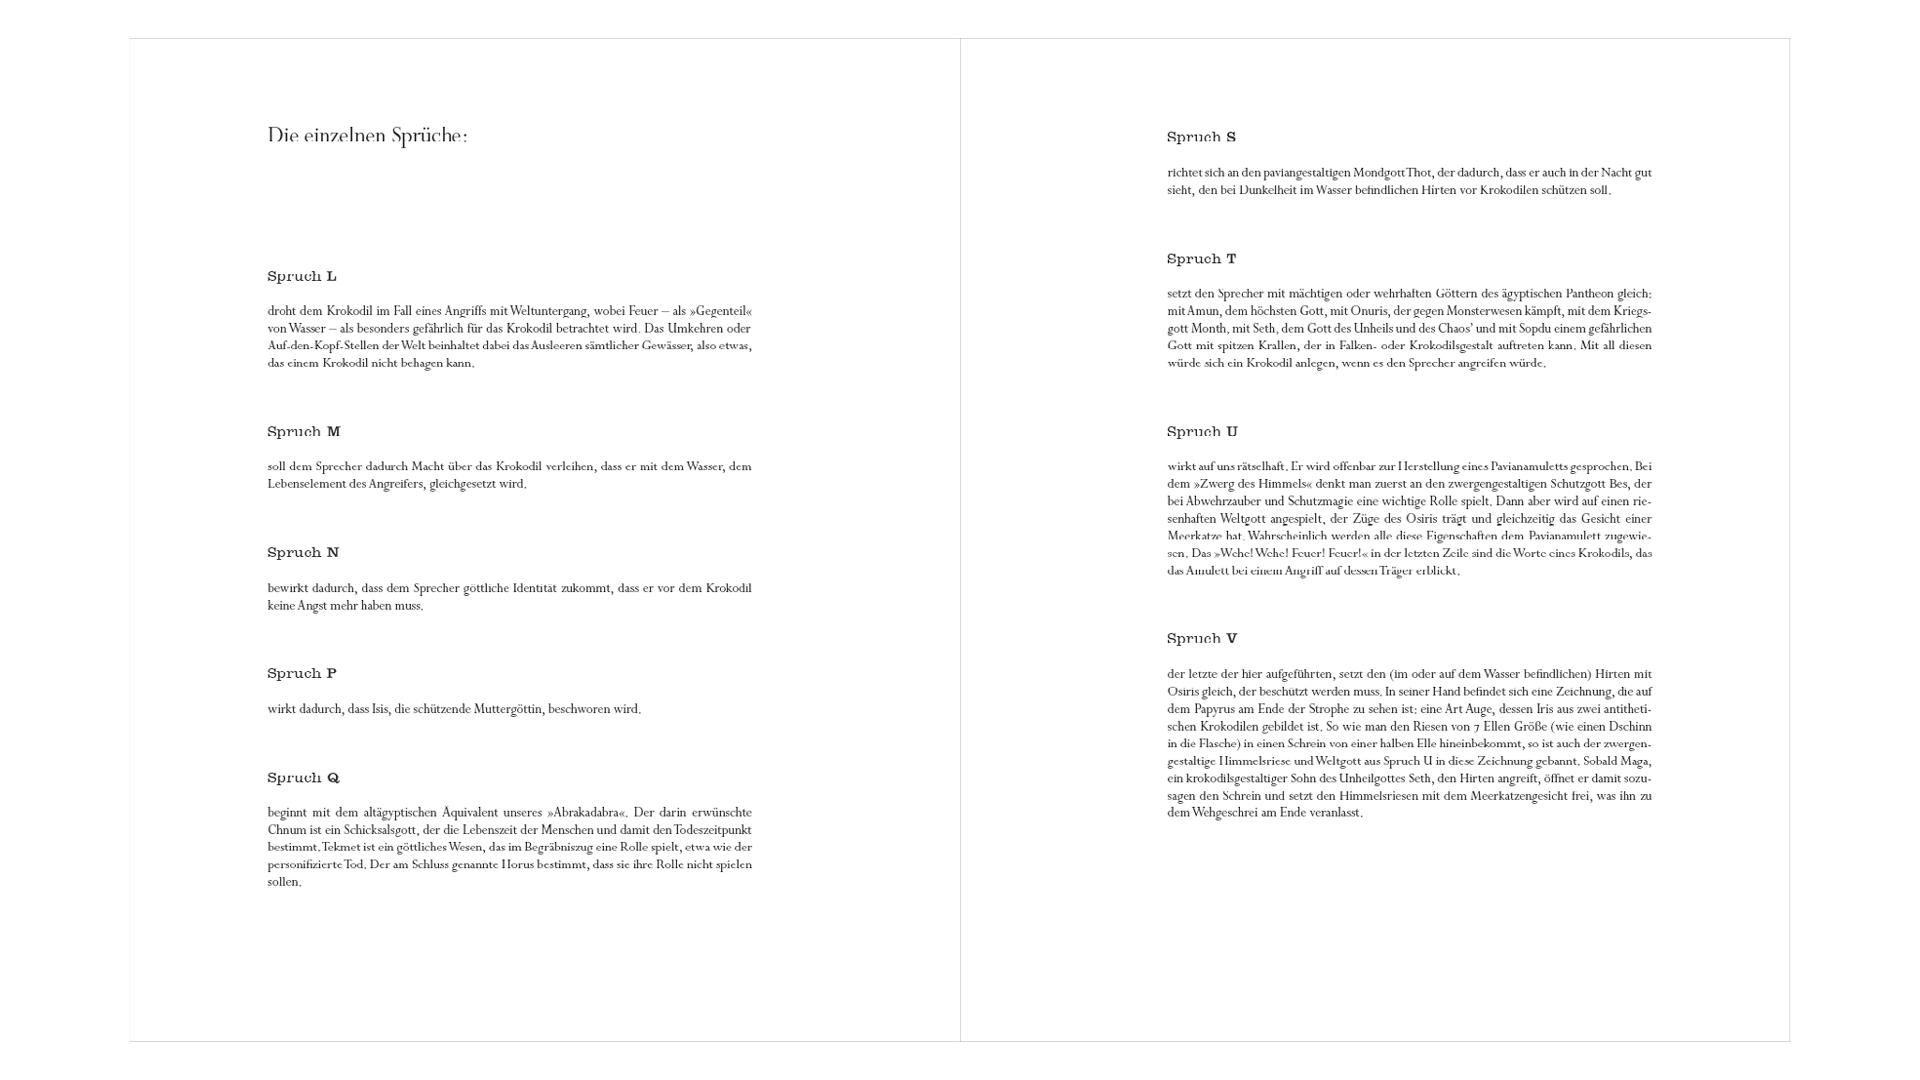 Die einzelnen Sprüche:
Spruch L
droht dem Krokodil im Fall eines Angriffs mit Weltuntergang, wobei Feuer – als »Gegenteil«
von Wasser – als besonders gefährlich für das Krokodil betrachtet wird. Das Umkehren oder
Auf-den-Kopf-Stellen der Welt beinhaltet dabei das Ausleeren sämtlicher Gewässer, also etwas,
das einem Krokodil nicht behagen kann.
Spruch M
soll dem Sprecher dadurch Macht über das Krokodil verleihen, dass er mit dem Wasser, dem
Lebenselement des Angreifers, gleichgesetzt wird.
Spruch N
bewirkt dadurch, dass dem Sprecher göttliche Identität zukommt, dass er vor dem Krokodil
keine Angst mehr haben muss.
Spruch P
wirkt dadurch, dass Isis, die schützende Muttergöttin, beschworen wird.
Spruch Q
beginnt mit dem altägyptischen Äquivalent unseres »Abrakadabra«. Der darin erwünschte
Chnum ist ein Schicksalsgott, der die Lebenszeit der Menschen und damit den Todeszeitpunkt
bestimmt. Tekmet ist ein göttliches Wesen, das im Begräbniszug eine Rolle spielt, etwa wie der
personifizierte Tod. Der am Schluss genannte Horus bestimmt, dass sie ihre Rolle nicht spielen
sollen.
Spruch S
richtet sich an den paviangestaltigen Mondgott Thot, der dadurch, dass er auch in der Nacht gut
sieht, den bei Dunkelheit im Wasser befindlichen Hirten vor Krokodilen schützen soll.
Spruch T
setzt den Sprecher mit mächtigen oder wehrhaften Göttern des ägyptischen Pantheon gleich:
mit Amun, dem höchsten Gott, mit Onuris, der gegen Monsterwesen kämpft, mit dem Kriegs-
gott Month, mit Seth, dem Gott des Unheils und des Chaos' und mit Sopdu einem gefährlichen
Gott mit spitzen Krallen, der in Falken- oder Krokodilsgestalt auftreten kann. Mit all diesen
würde sich ein Krokodil anlegen, wenn es den Sprecher angreifen würde.
Spruch U
wirkt auf uns rätselhaft. Er wird offenbar zur Herstellung eines Pavianamuletts gesprochen. Bei
dem »Zwerg des Himmels« denkt man zuerst an den zwergengestaltigen Schutzgott Bes, der
bei Abwehrzauber und Schutzmagie eine wichtige Rolle spielt. Dann aber wird auf einen rie-
senhaften Weltgott angespielt, der Züge des Osiris trägt und gleichzeitig das Gesicht einer
Meerkatze hat. Wahrscheinlich werden alle diese Eigenschaften dem Pavianamulett zugewie-
sen. Das »Wehe! Wehe! Feuer! Feuer!« in der letzten Zeile sind die Worte eines Krokodils, das
das Amulett bei einem Angriff auf dessen Träger erblickt.
Spruch V
der letzte der hier aufgeführten, setzt den (im oder auf dem Wasser befindlichen) Hirten mit
Osiris gleich, der beschützt werden muss. In seiner Hand befindet sich eine Zeichnung, die auf
dem Papyrus am Ende der Strophe zu sehen ist: eine Art Auge, dessen Iris aus zwei antitheti-
schen Krokodilen gebildet ist. So wie man den Riesen von 7 Ellen Größe (wie einen Dschinn
in die Flasche) in einen Schrein von einer halben Elle hineinbekommt, so ist auch der zwergen-
gestaltige Himmelsriese und Weltgott aus Spruch U in diese Zeichnung gebannt. Sobald Maga,
ein krokodilsgestaltiger Sohn des Unheilgottes Seth, den Hirten angreift, öffnet er damit sozu-
sagen den Schrein und setzt den Himmelsriesen mit dem Meerkatzengesicht frei, was ihn zu
dem Wehgeschrei am Ende veranlasst.